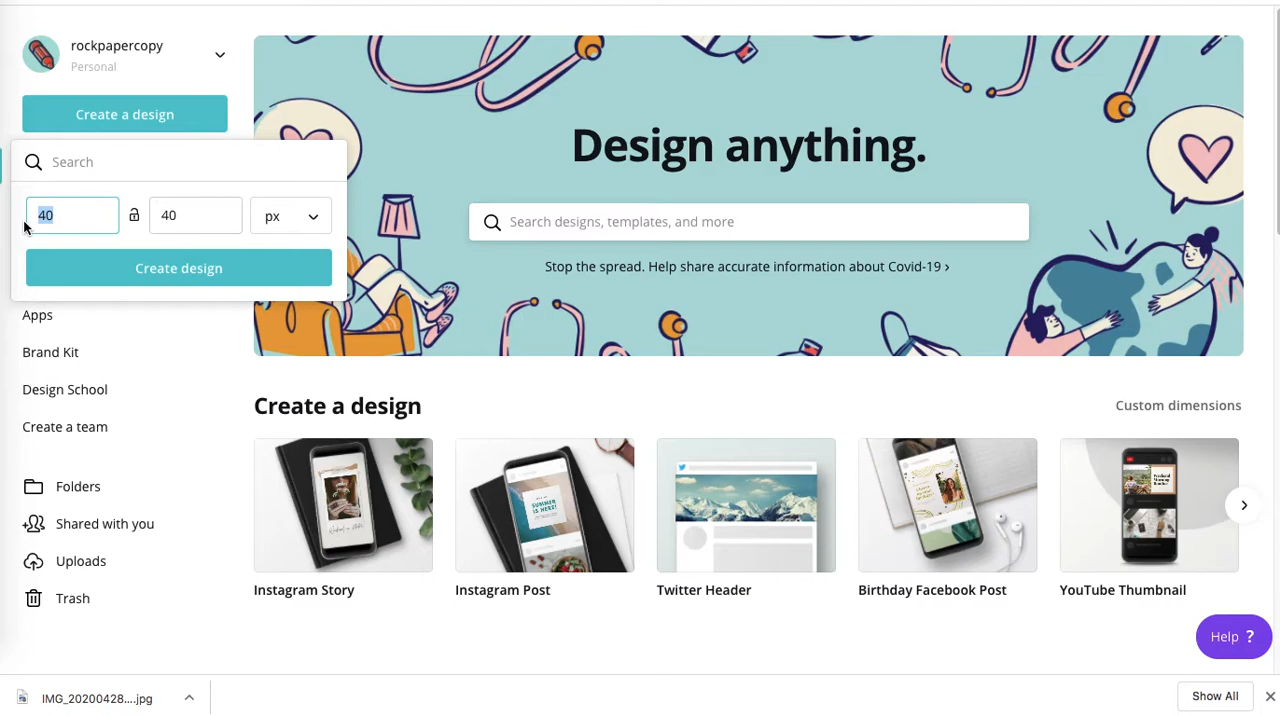 rockpapercopy
Personal
Create a design
Search
40
40
px
Create design
Apps
Brand Kit
Design School
Create a team
Folders
Shared with you
Uploads
Trash
Design anything.
Search designs, templates, and more
Stop the spread. Help share accurate information about Covid-19 ›
Create a design
Custom dimensions
SUMMER IS HERE!
Instagram Story
Instagram Post
Twitter Header
Birthday Facebook Post
YouTube Thumbnail
Help ?
IMG_20200428....jpg
Show All